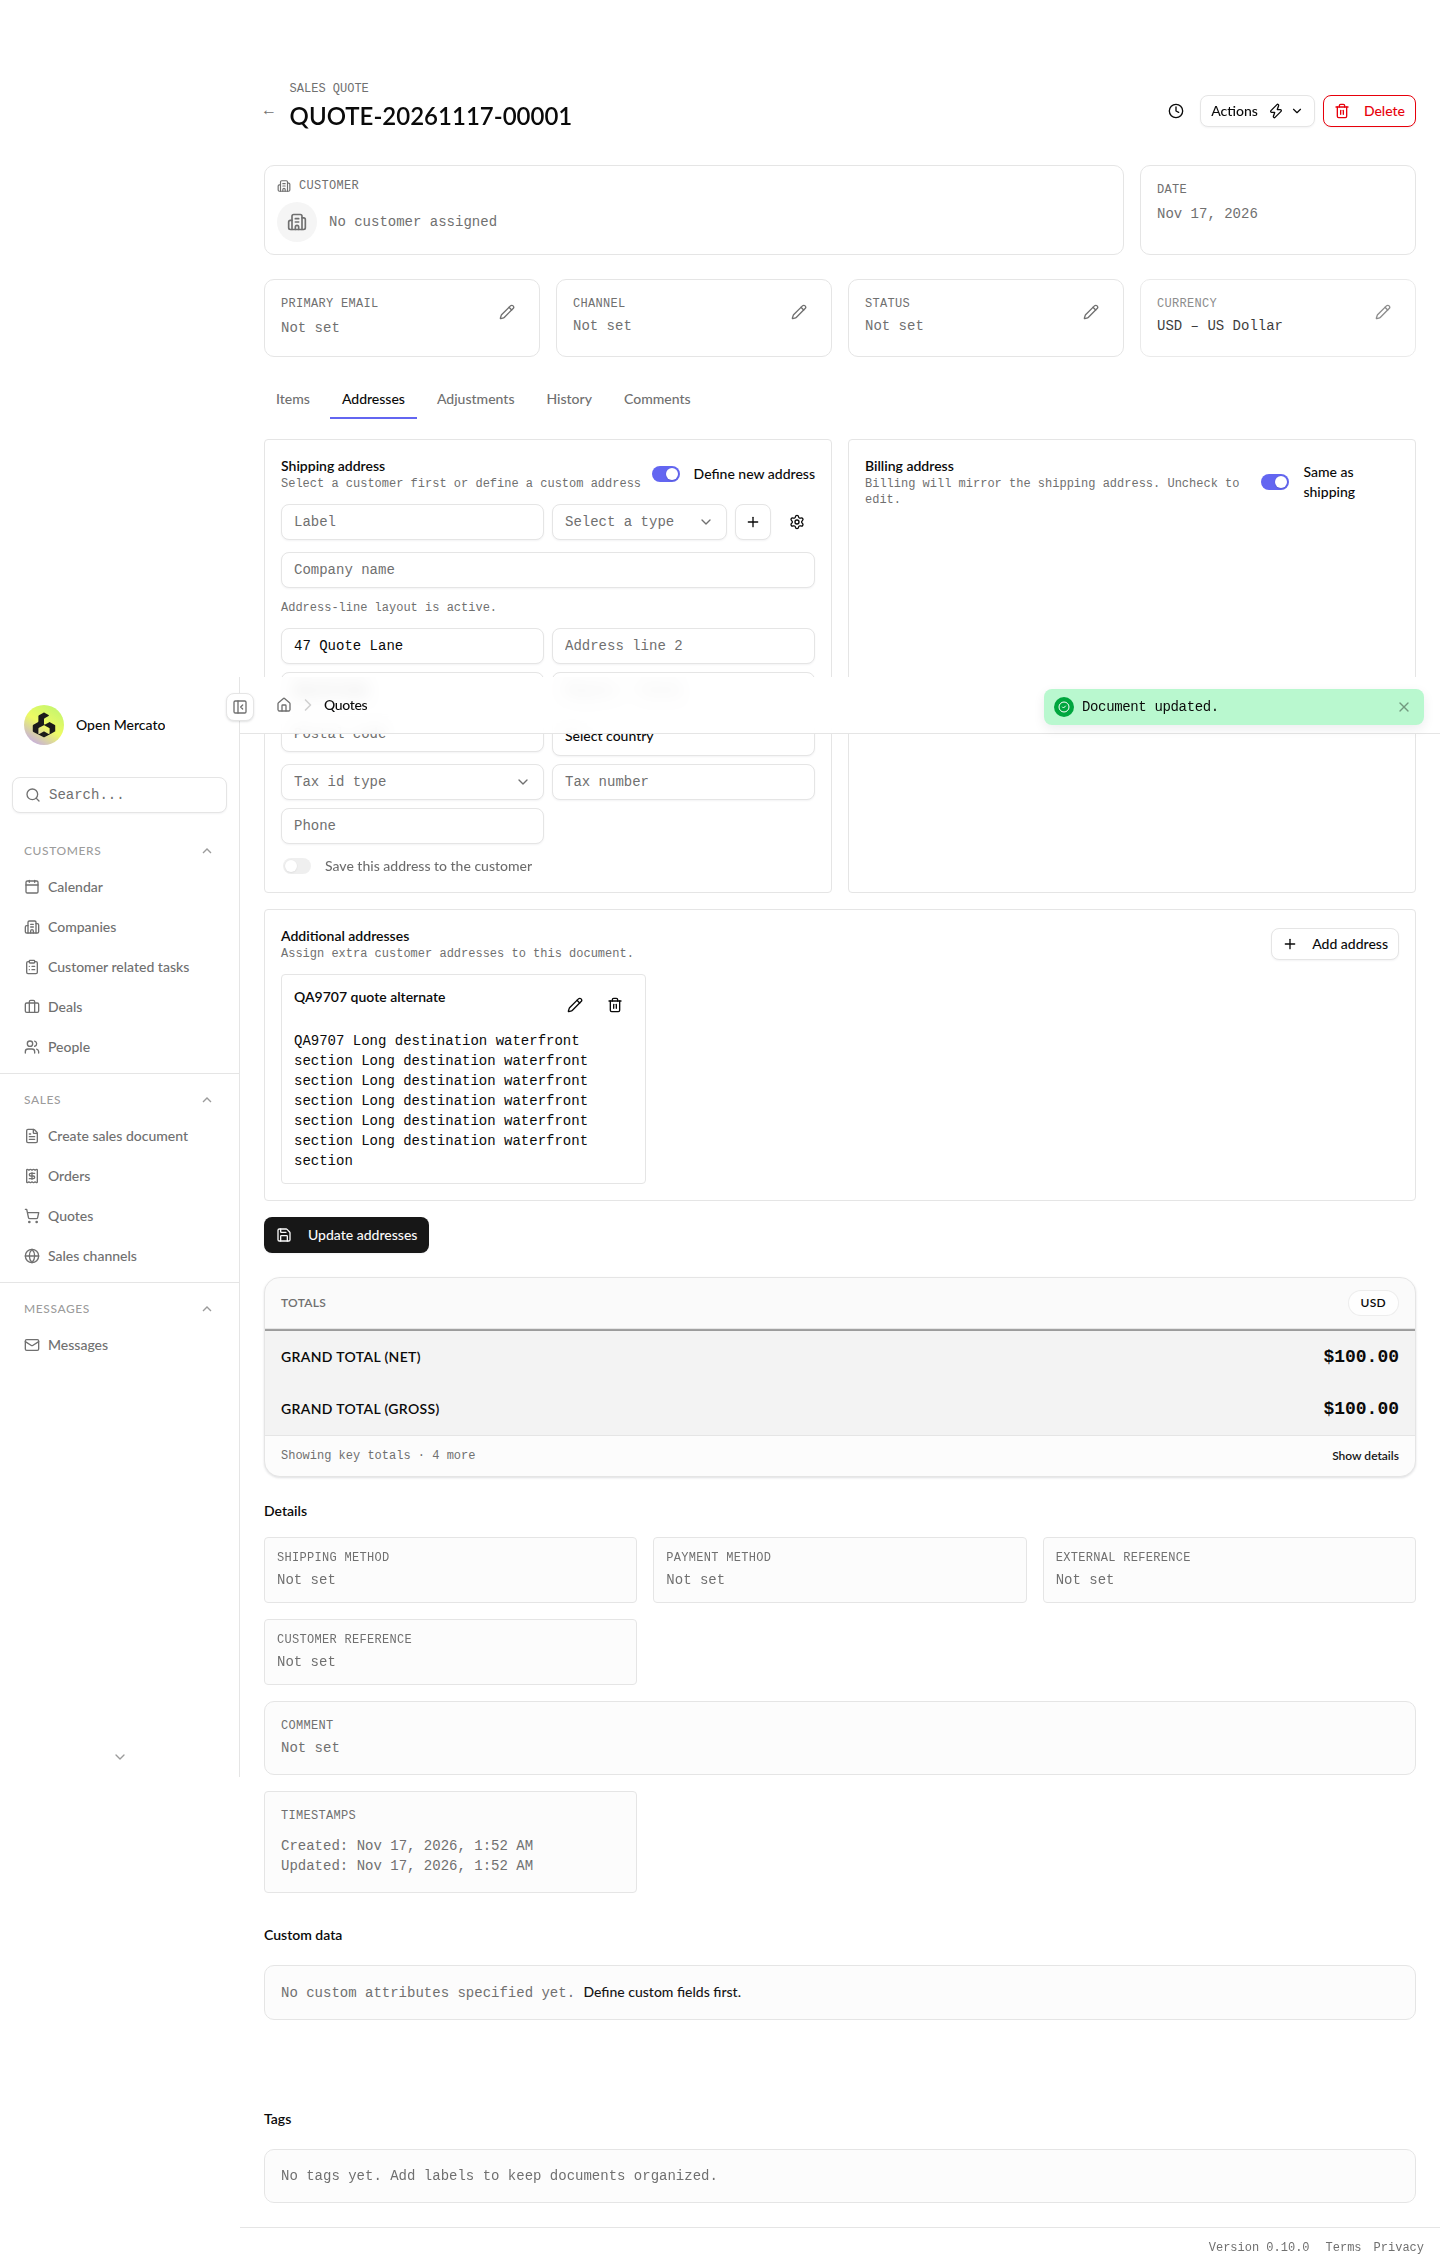 SALES QUOTE
← QUOTE-20261117-00001
Actions
Delete
CUSTOMER
No customer assigned
DATE
Nov 17, 2026
PRIMARY EMAIL
Not set
CHANNEL
Not set
STATUS
Not set
CURRENCY
USD – US Dollar
Items
Addresses
Adjustments
History
Comments
Shipping address
Select a customer first or define a custom address
Define new address
Label
Select a type
Company name
Address-line layout is active.
47 Quote Lane
Address line 2
Billing address
Billing will mirror the shipping address. Uncheck to
edit.
Same as
shipping
Open Mercato
Quotes
Document updated.
Postal code
Select country
Tax id type
Tax number
Phone
Save this address to the customer
Search...
CUSTOMERS
Calendar
Companies
Customer related tasks
Deals
People
SALES
Create sales document
Orders
Quotes
Sales channels
MESSAGES
Messages
Additional addresses
Assign extra customer addresses to this document.
Add address
QA9707 quote alternate
QA9707 Long destination waterfront
section Long destination waterfront
section Long destination waterfront
section Long destination waterfront
section Long destination waterfront
section Long destination waterfront
section
Update addresses
TOTALS
USD
GRAND TOTAL (NET)
$100.00
GRAND TOTAL (GROSS)
$100.00
Showing key totals · 4 more
Show details
Details
SHIPPING METHOD
Not set
PAYMENT METHOD
Not set
EXTERNAL REFERENCE
Not set
CUSTOMER REFERENCE
Not set
COMMENT
Not set
TIMESTAMPS
Created: Nov 17, 2026, 1:52 AM
Updated: Nov 17, 2026, 1:52 AM
Custom data
No custom attributes specified yet. Define custom fields first.
Tags
No tags yet. Add labels to keep documents organized.
Version 0.10.0
Terms
Privacy